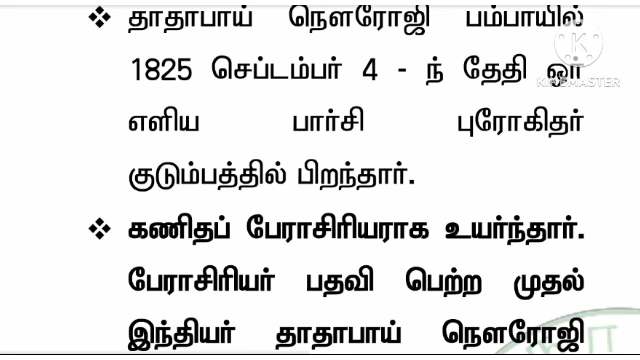 ❖ தாதாபாய் நௌரோஜி பம்பாயில்
1825 செப்டம்பர் 4 - ந் தேதி ஓர்
எளிய பார்சி புரோகிதர்
குடும்பத்தில் பிறந்தார்.
❖ கணிதப் பேராசிரியராக உயர்ந்தார்.
பேராசிரியர் பதவி பெற்ற முதல்
இந்தியர் தாதாபாய் நௌரோஜி
K
KINEMASTER